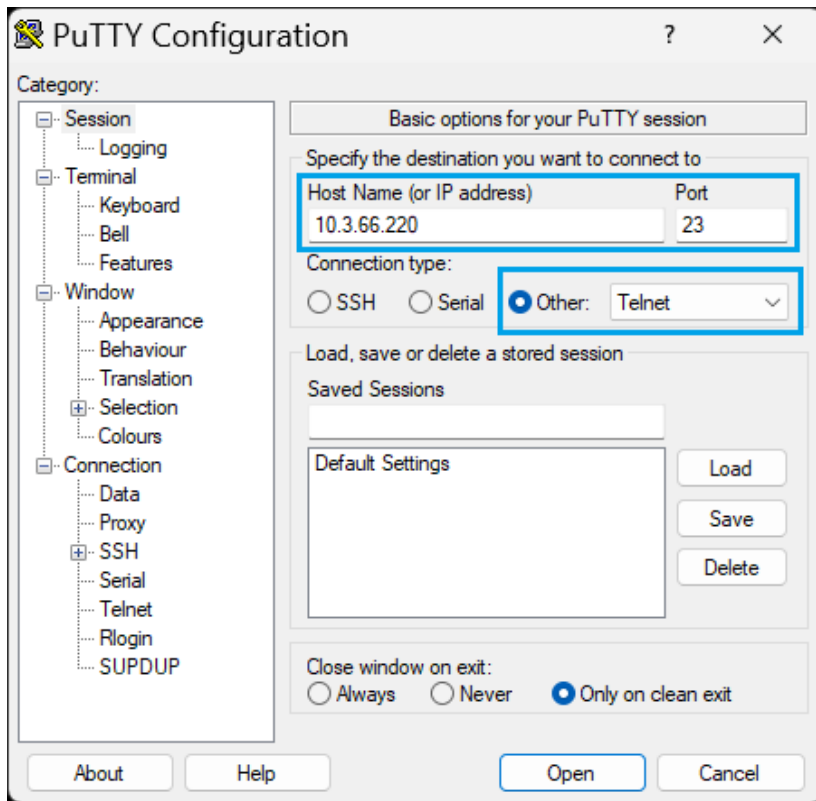 PuTTY Configuration
?
Category:
Session
Logging
Terminal
Keyboard
Bell
Features
Window
Appearance
Behaviour
Translation
Selection
Colours
Connection
Data
Proxy
SSH
Serial
Telnet
Rlogin
SUPDUP
Basic options for your PuTTY session
Specify the destination you want to connect to
Host Name (or IP address) Port
10.3.66.220 23
Connection type:
SSH Serial Other: Telnet
Load, save or delete a stored session
Saved Sessions
Default Settings
Load
Save
Delete
Close window on exit:
Always Never Only on clean exit
About Help Open Cancel